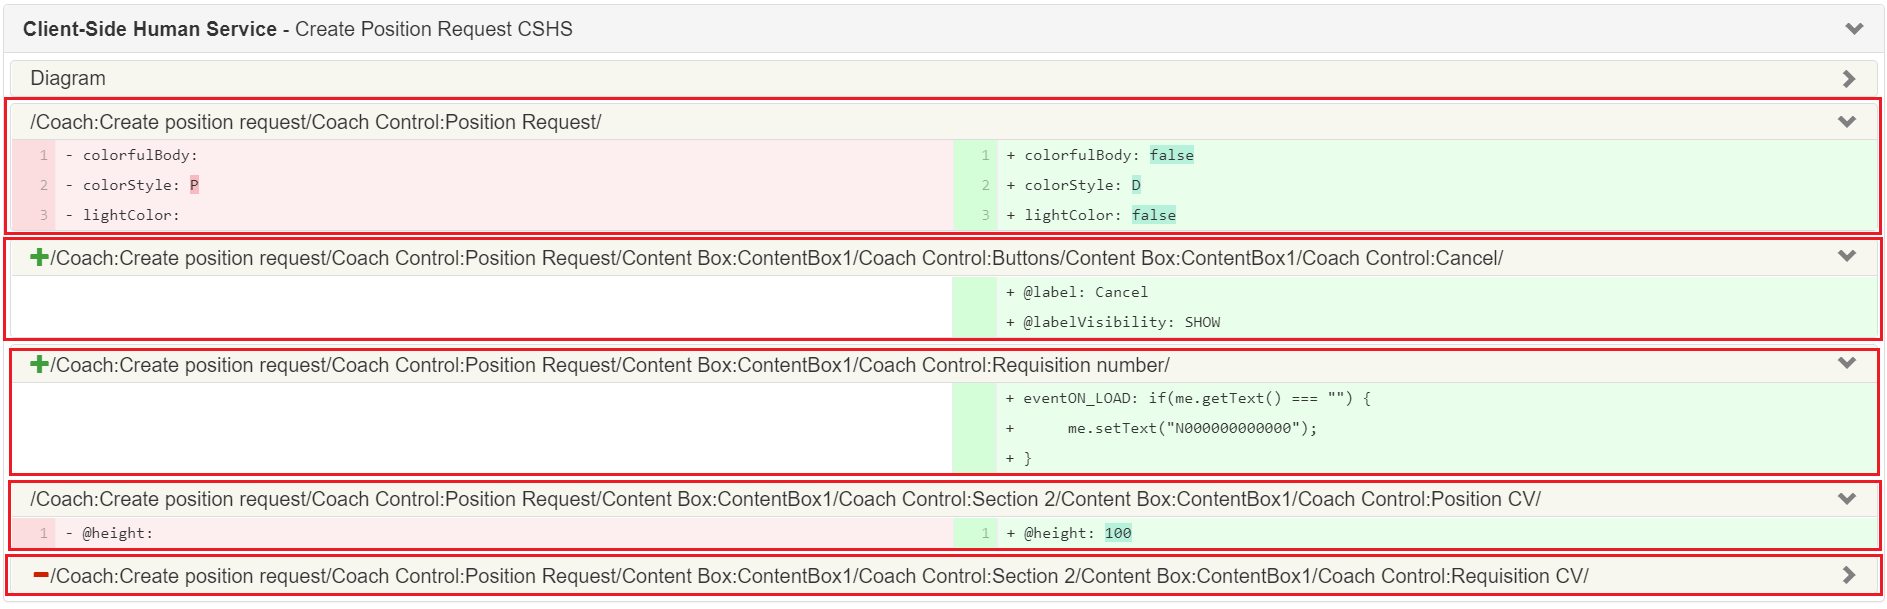 Client-Side Human Service - Create Position Request CSHS
Diagram
/Coach:Create position request/Coach Control:Position Request/
1 - colorfulBody: 1 + colorfulBody: false
2 - colorStyle: P 2 + colorStyle: D
3 - lightColor: 3 + lightColor: false
/Coach:Create position request/Coach Control:Position Request/Content Box:ContentBox1/Coach Control:Buttons/Content Box:ContentBox1/Coach Control:Cancel/
+ @label: Cancel
+ @labelVisibility: SHOW
/Coach:Create position request/Coach Control:Position Request/Content Box:ContentBox1/Coach Control:Requisition number/
+ eventON_LOAD: if(me.getText() === "") {
+ me.setText("N000000000000");
+ }
/Coach:Create position request/Coach Control:Position Request/Content Box:ContentBox1/Coach Control:Section 2/Content Box:ContentBox1/Coach Control:Position CV/
1 - @height: 1 + @height: 100
/Coach:Create position request/Coach Control:Position Request/Content Box:ContentBox1/Coach Control:Section 2/Content Box:ContentBox1/Coach Control:Requisition CV/